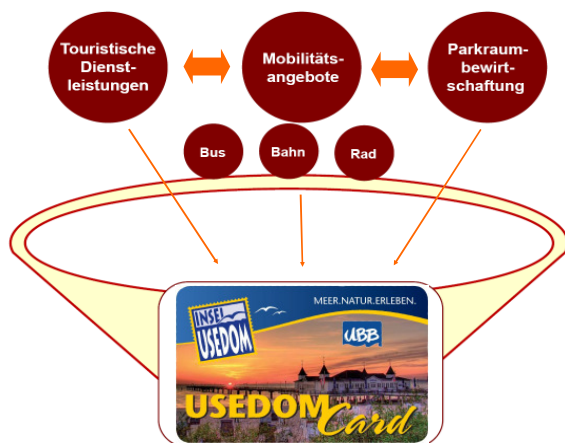 Touristische
Dienst-
leistungen
Mobilitäts-
angebote
Parkraum-
bewirt-
schaftung
Bus
Bahn
Rad
MEER.NATUR.ERLEBEN.
INSEL
USEDOM
UBB
USEDOM Card